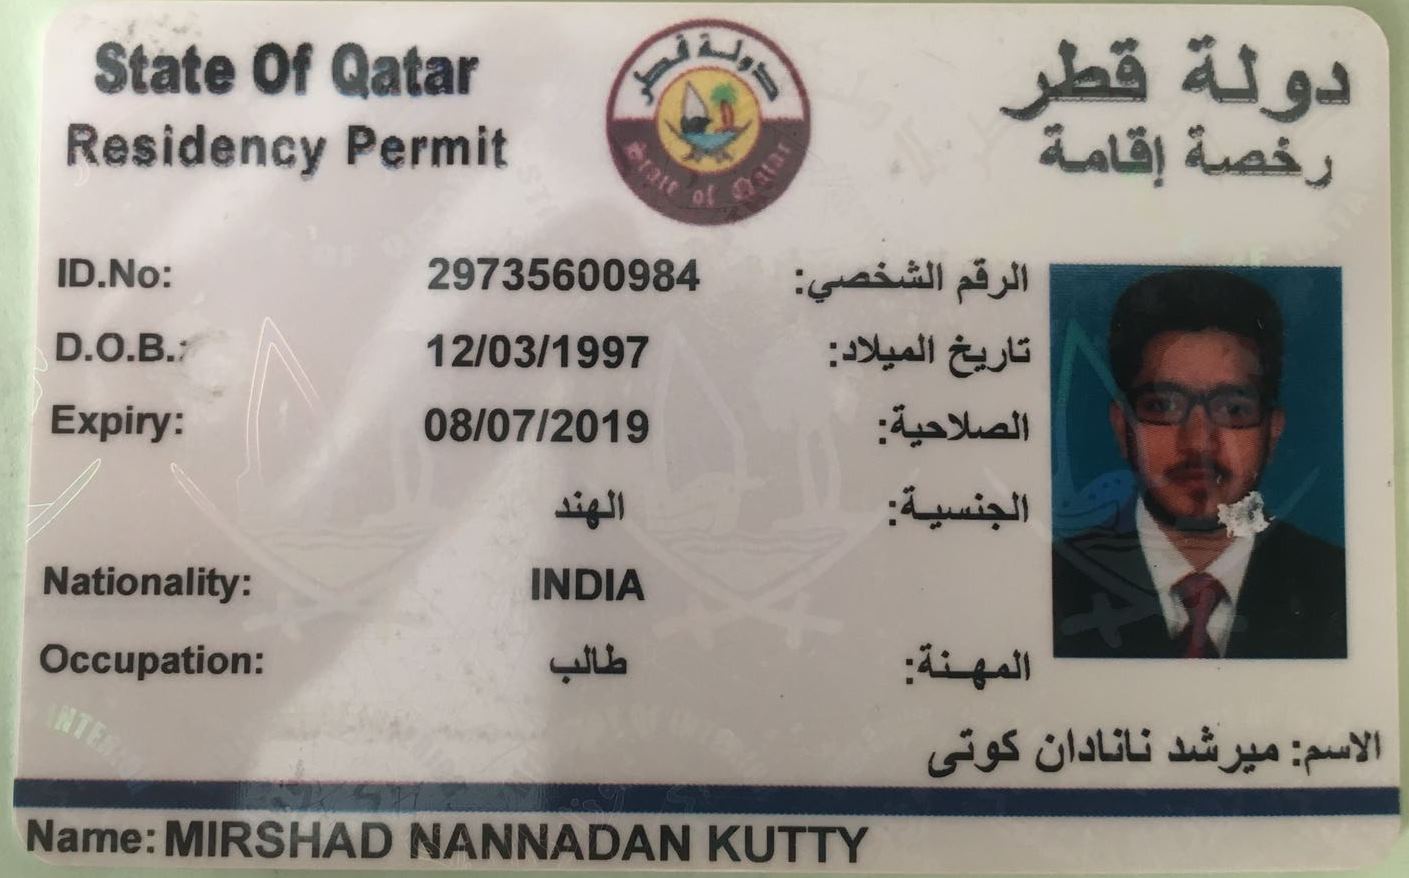 State Of Qatar
دولة قطر
Residency Permit
رخصة إقامة
دولة قطر
State of Qatar
ID.No: 29735600984 الرقم الشخصي:
D.O.B.: 12/03/1997 تاريخ الميلاد:
Expiry: 08/07/2019 الصلاحية:
الهند الجنسية:
Nationality: INDIA
Occupation: طالب المهنة:
الاسم: ميرشد نانادان كوتى
Name: MIRSHAD NANNADAN KUTTY